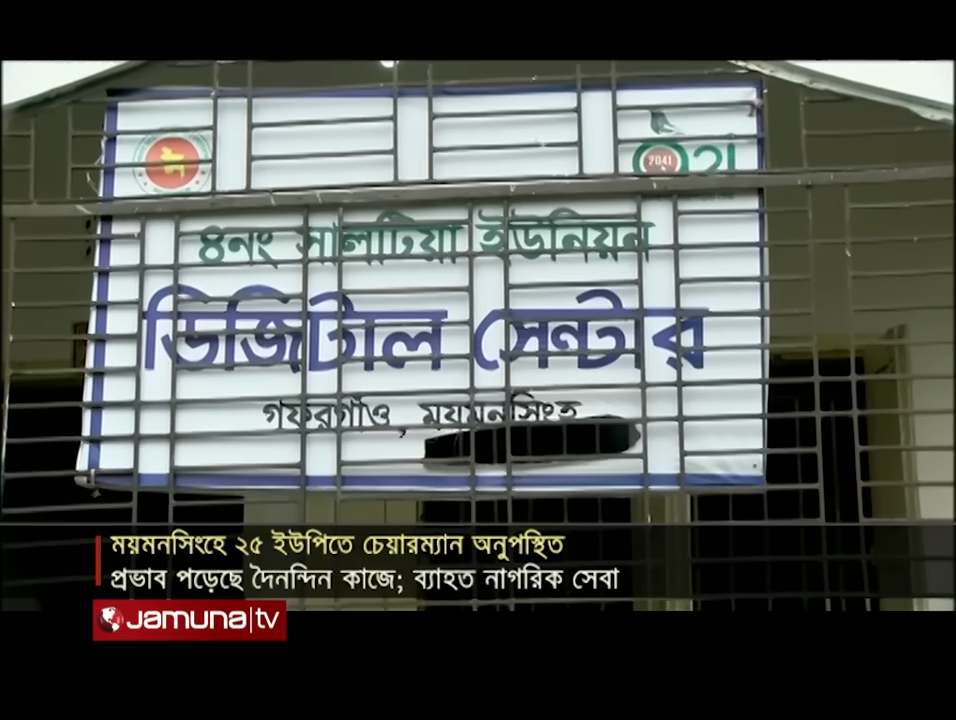 2041
৪নং সালটিয়া ইউনিয়ন
ডিজিটাল সেন্টার
গফরগাঁও, ময়মনসিংহ
ময়মনসিংহে ২৫ ইউপিতে চেয়ারম্যান অনুপস্থিত
প্রভাব পড়েছে দৈনন্দিন কাজে; ব্যাহত নাগরিক সেবা
Jamuna|tv